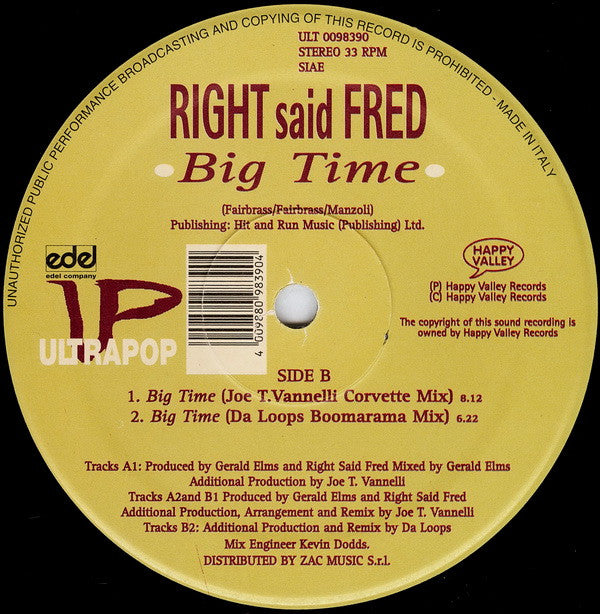 UNAUTHORIZED PUBLIC PERFORMANCE BROADCASTING AND COPYING OF THIS RECORD IS PROHIBITED - MADE IN ITALY
ULT 0098390
STEREO 33 RPM
SIAE
RIGHT said FRED
• Big Time •
(Fairbrass/Fairbrass/Manzoli)
Publishing: Hit and Run Music (Publishing) Ltd.
edel
edel company
UP
ULTRAPOP
4 009280 983904
HAPPY
VALLEY
(P) Happy Valley Records
(C) Happy Valley Records
The copyright of this sound recording is
owned by Happy Valley Records
SIDE B
1. Big Time (Joe T.Vannelli Corvette Mix) 8.12
2. Big Time (Da Loops Boomarama Mix) 6.22
Tracks A1: Produced by Gerald Elms and Right Said Fred Mixed by Gerald Elms
Additional Production by Joe T. Vannelli
Tracks A2and B1 Produced by Gerald Elms and Right Said Fred
Additional Production, Arrangement and Remix by Joe T. Vannelli
Tracks B2: Additional Production and Remix by Da Loops
Mix Engineer Kevin Dodds.
DISTRIBUTED BY ZAC MUSIC S.r.l.